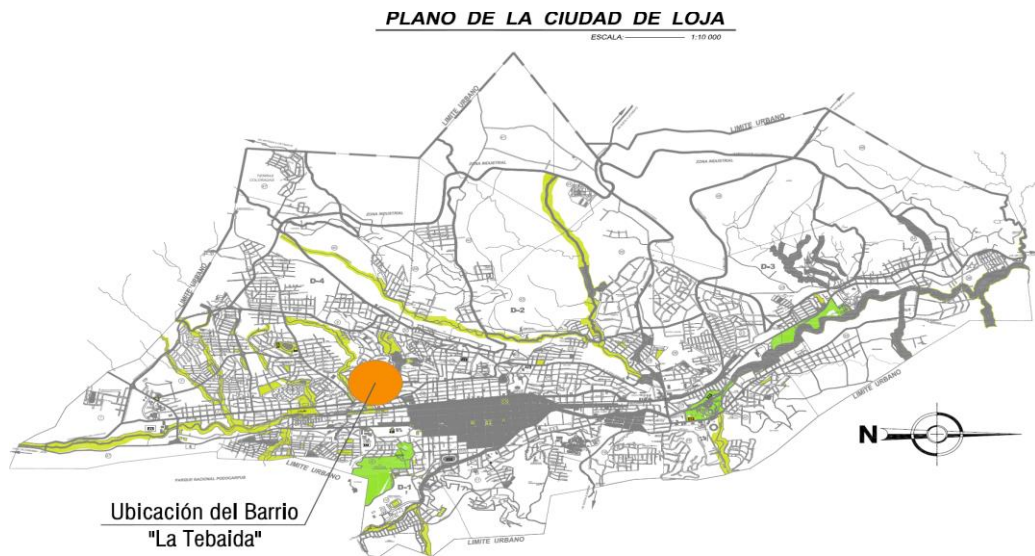 PLANO DE LA CIUDAD DE LOJA
ESCALA: 1:10 000
LIMITE URBANO
LIMITE URBANO
ZONA INDUSTRIAL
ZONA INDUSTRIAL
ZONA INDUSTRIAL
LIMITE URBANO
D-4
D-2
D-3
D-1
LIMITE URBANO
LIMITE URBANO
LIMITE URBANO
PARQUE NACIONAL PODOCARPUS
N
Ubicación del Barrio
"La Tebaida"